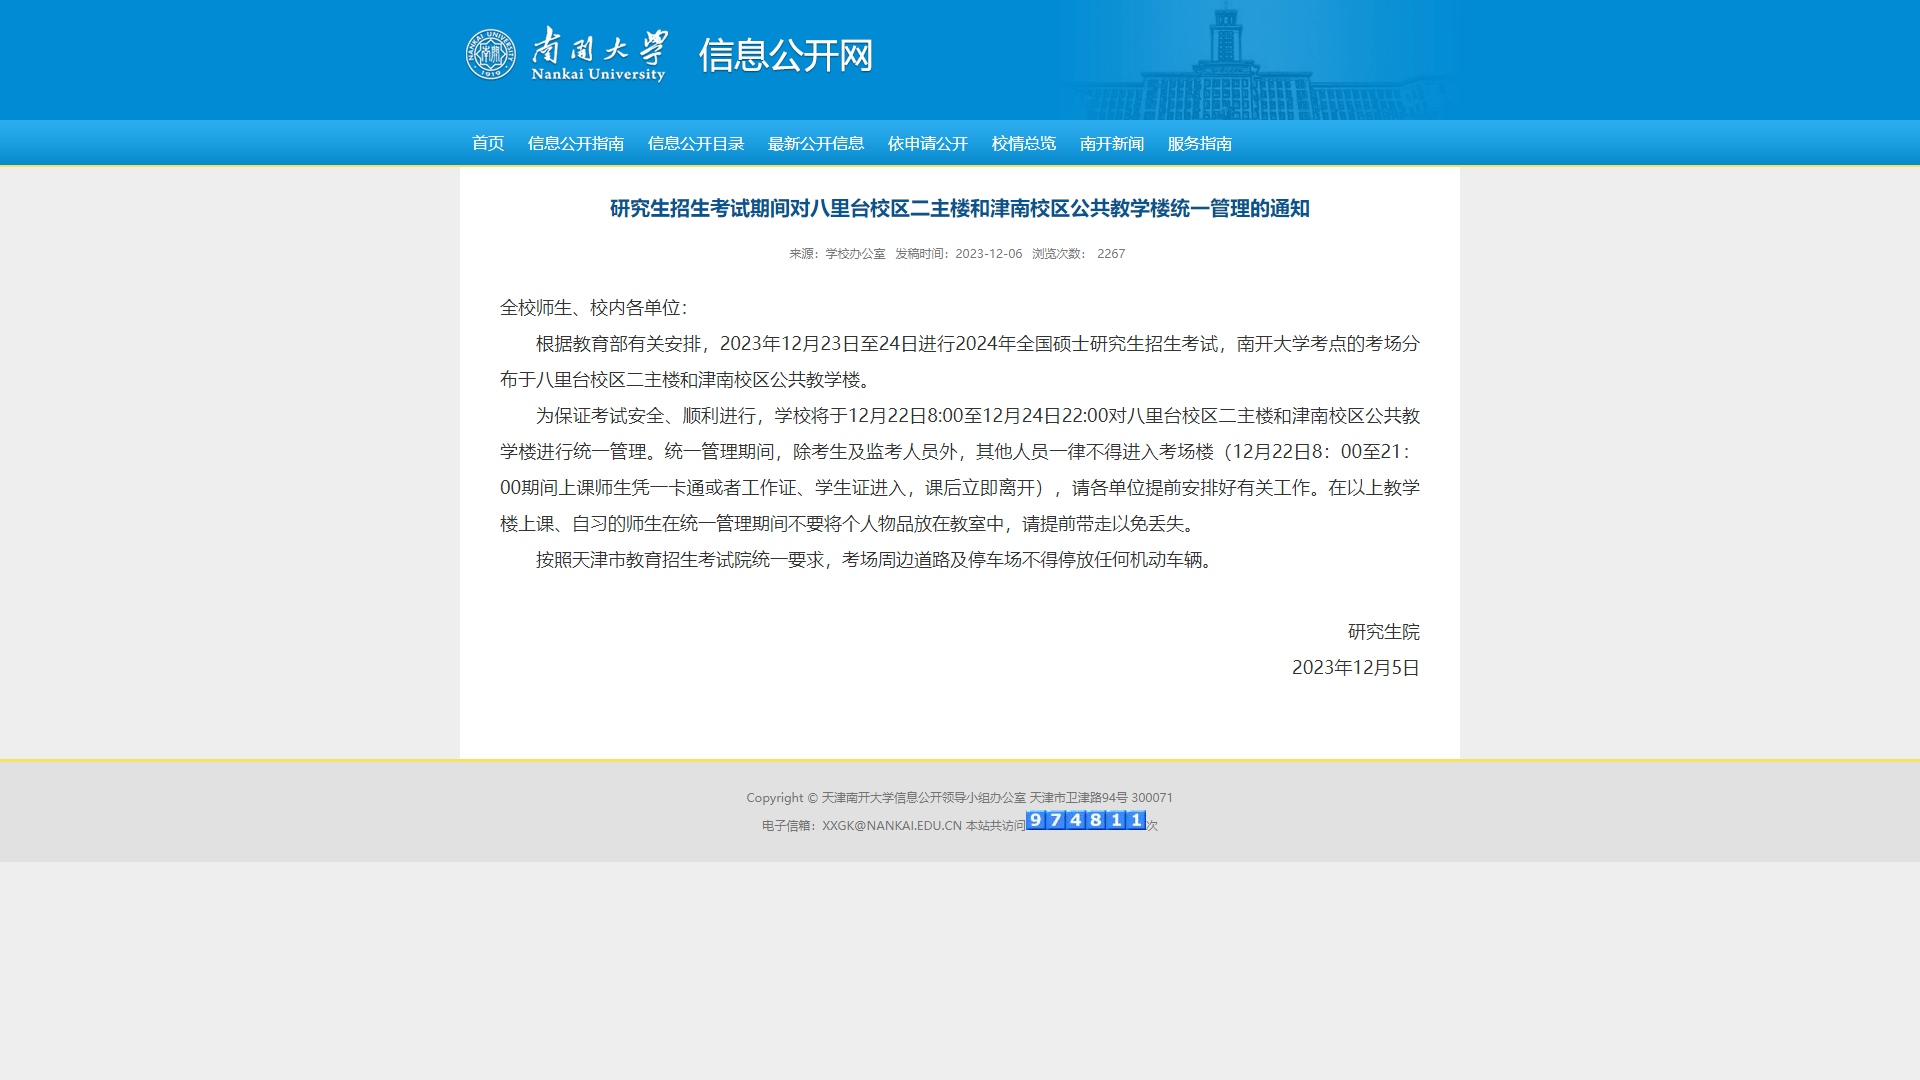 南开大学
Nankai University
NANKAI UNIVERSITY
1919
信息公开网
首页 信息公开指南 信息公开目录 最新公开信息 依申请公开 校情总览 南开新闻 服务指南
研究生招生考试期间对八里台校区二主楼和津南校区公共教学楼统一管理的通知
来源：学校办公室 发稿时间：2023-12-06 浏览次数： 2267
全校师生、校内各单位：
根据教育部有关安排，2023年12月23日至24日进行2024年全国硕士研究生招生考试，南开大学考点的考场分
布于八里台校区二主楼和津南校区公共教学楼。
为保证考试安全、顺利进行，学校将于12月22日8:00至12月24日22:00对八里台校区二主楼和津南校区公共教
学楼进行统一管理。统一管理期间，除考生及监考人员外，其他人员一律不得进入考场楼（12月22日8：00至21：
00期间上课师生凭一卡通或者工作证、学生证进入，课后立即离开），请各单位提前安排好有关工作。在以上教学
楼上课、自习的师生在统一管理期间不要将个人物品放在教室中，请提前带走以免丢失。
按照天津市教育招生考试院统一要求，考场周边道路及停车场不得停放任何机动车辆。
研究生院
2023年12月5日
Copyright © 天津南开大学信息公开领导小组办公室 天津市卫津路94号 300071
电子信箱：XXGK@NANKAI.EDU.CN 本站共访问974811次